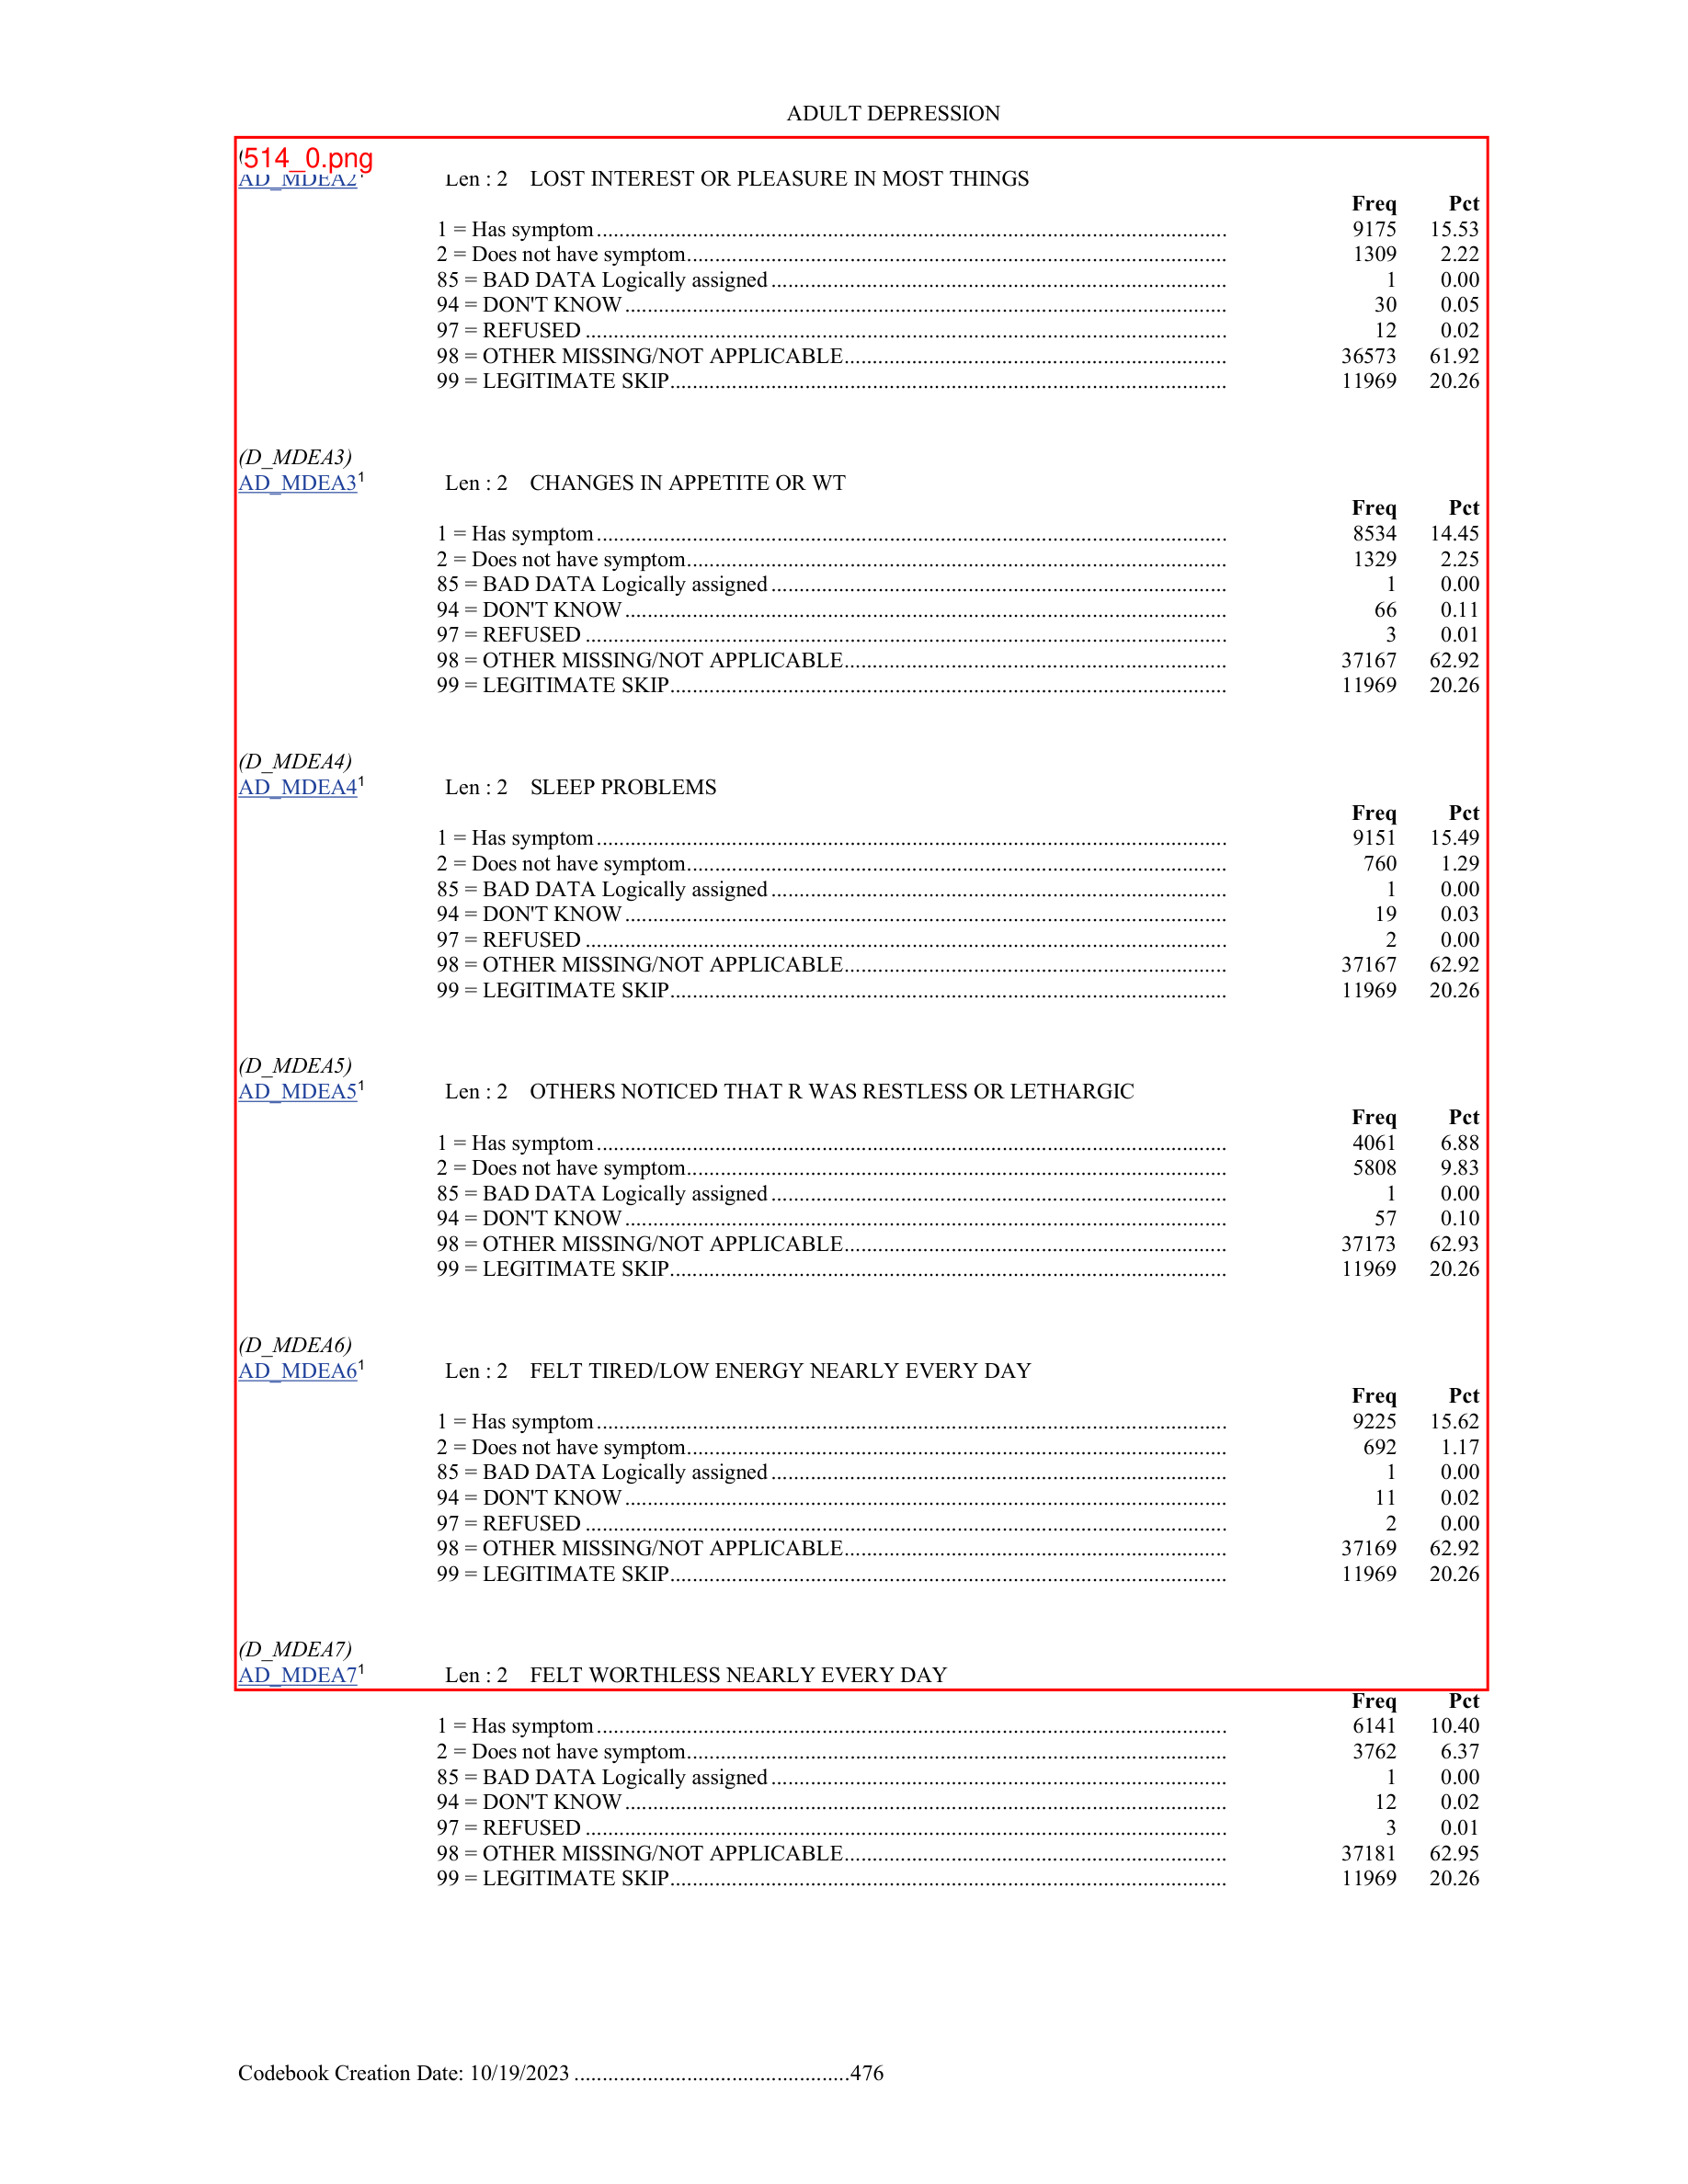 ADULT DEPRESSION
514_0.png
AD_MDEA2¹ Len : 2 LOST INTEREST OR PLEASURE IN MOST THINGS
Freq Pct
1 = Has symptom 9175 15.53
2 = Does not have symptom 1309 2.22
85 = BAD DATA Logically assigned 1 0.00
94 = DON'T KNOW 30 0.05
97 = REFUSED 12 0.02
98 = OTHER MISSING/NOT APPLICABLE 36573 61.92
99 = LEGITIMATE SKIP 11969 20.26
(D_MDEA3)
AD_MDEA3¹ Len : 2 CHANGES IN APPETITE OR WT
Freq Pct
1 = Has symptom 8534 14.45
2 = Does not have symptom 1329 2.25
85 = BAD DATA Logically assigned 1 0.00
94 = DON'T KNOW 66 0.11
97 = REFUSED 3 0.01
98 = OTHER MISSING/NOT APPLICABLE 37167 62.92
99 = LEGITIMATE SKIP 11969 20.26
(D_MDEA4)
AD_MDEA4¹ Len : 2 SLEEP PROBLEMS
Freq Pct
1 = Has symptom 9151 15.49
2 = Does not have symptom 760 1.29
85 = BAD DATA Logically assigned 1 0.00
94 = DON'T KNOW 19 0.03
97 = REFUSED 2 0.00
98 = OTHER MISSING/NOT APPLICABLE 37167 62.92
99 = LEGITIMATE SKIP 11969 20.26
(D_MDEA5)
AD_MDEA5¹ Len : 2 OTHERS NOTICED THAT R WAS RESTLESS OR LETHARGIC
Freq Pct
1 = Has symptom 4061 6.88
2 = Does not have symptom 5808 9.83
85 = BAD DATA Logically assigned 1 0.00
94 = DON'T KNOW 57 0.10
98 = OTHER MISSING/NOT APPLICABLE 37173 62.93
99 = LEGITIMATE SKIP 11969 20.26
(D_MDEA6)
AD_MDEA6¹ Len : 2 FELT TIRED/LOW ENERGY NEARLY EVERY DAY
Freq Pct
1 = Has symptom 9225 15.62
2 = Does not have symptom 692 1.17
85 = BAD DATA Logically assigned 1 0.00
94 = DON'T KNOW 11 0.02
97 = REFUSED 2 0.00
98 = OTHER MISSING/NOT APPLICABLE 37169 62.92
99 = LEGITIMATE SKIP 11969 20.26
(D_MDEA7)
AD_MDEA7¹ Len : 2 FELT WORTHLESS NEARLY EVERY DAY
Freq Pct
1 = Has symptom 6141 10.40
2 = Does not have symptom 3762 6.37
85 = BAD DATA Logically assigned 1 0.00
94 = DON'T KNOW 12 0.02
97 = REFUSED 3 0.01
98 = OTHER MISSING/NOT APPLICABLE 37181 62.95
99 = LEGITIMATE SKIP 11969 20.26
Codebook Creation Date: 10/19/2023 476